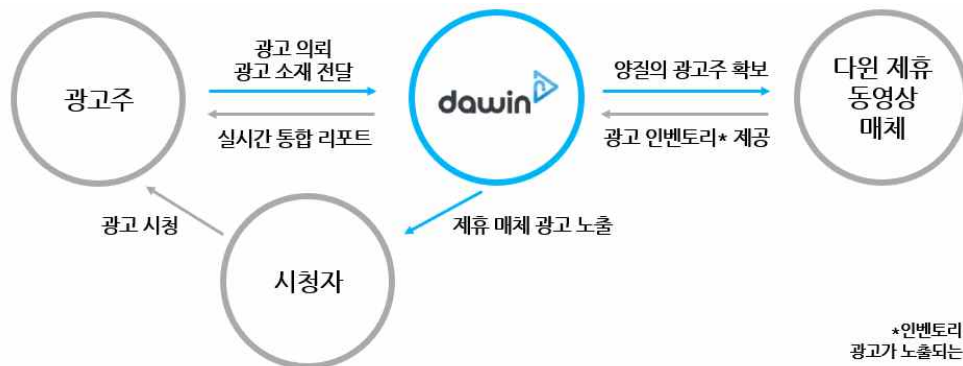 광고주
광고 의뢰
광고 소재 전달
실시간 통합 리포트
dawin
양질의 광고주 확보
광고 인벤토리* 제공
다윈 제휴
동영상
매체
광고 시청
제휴 매체 광고 노출
시청자
*인벤토리
광고가 노출되는